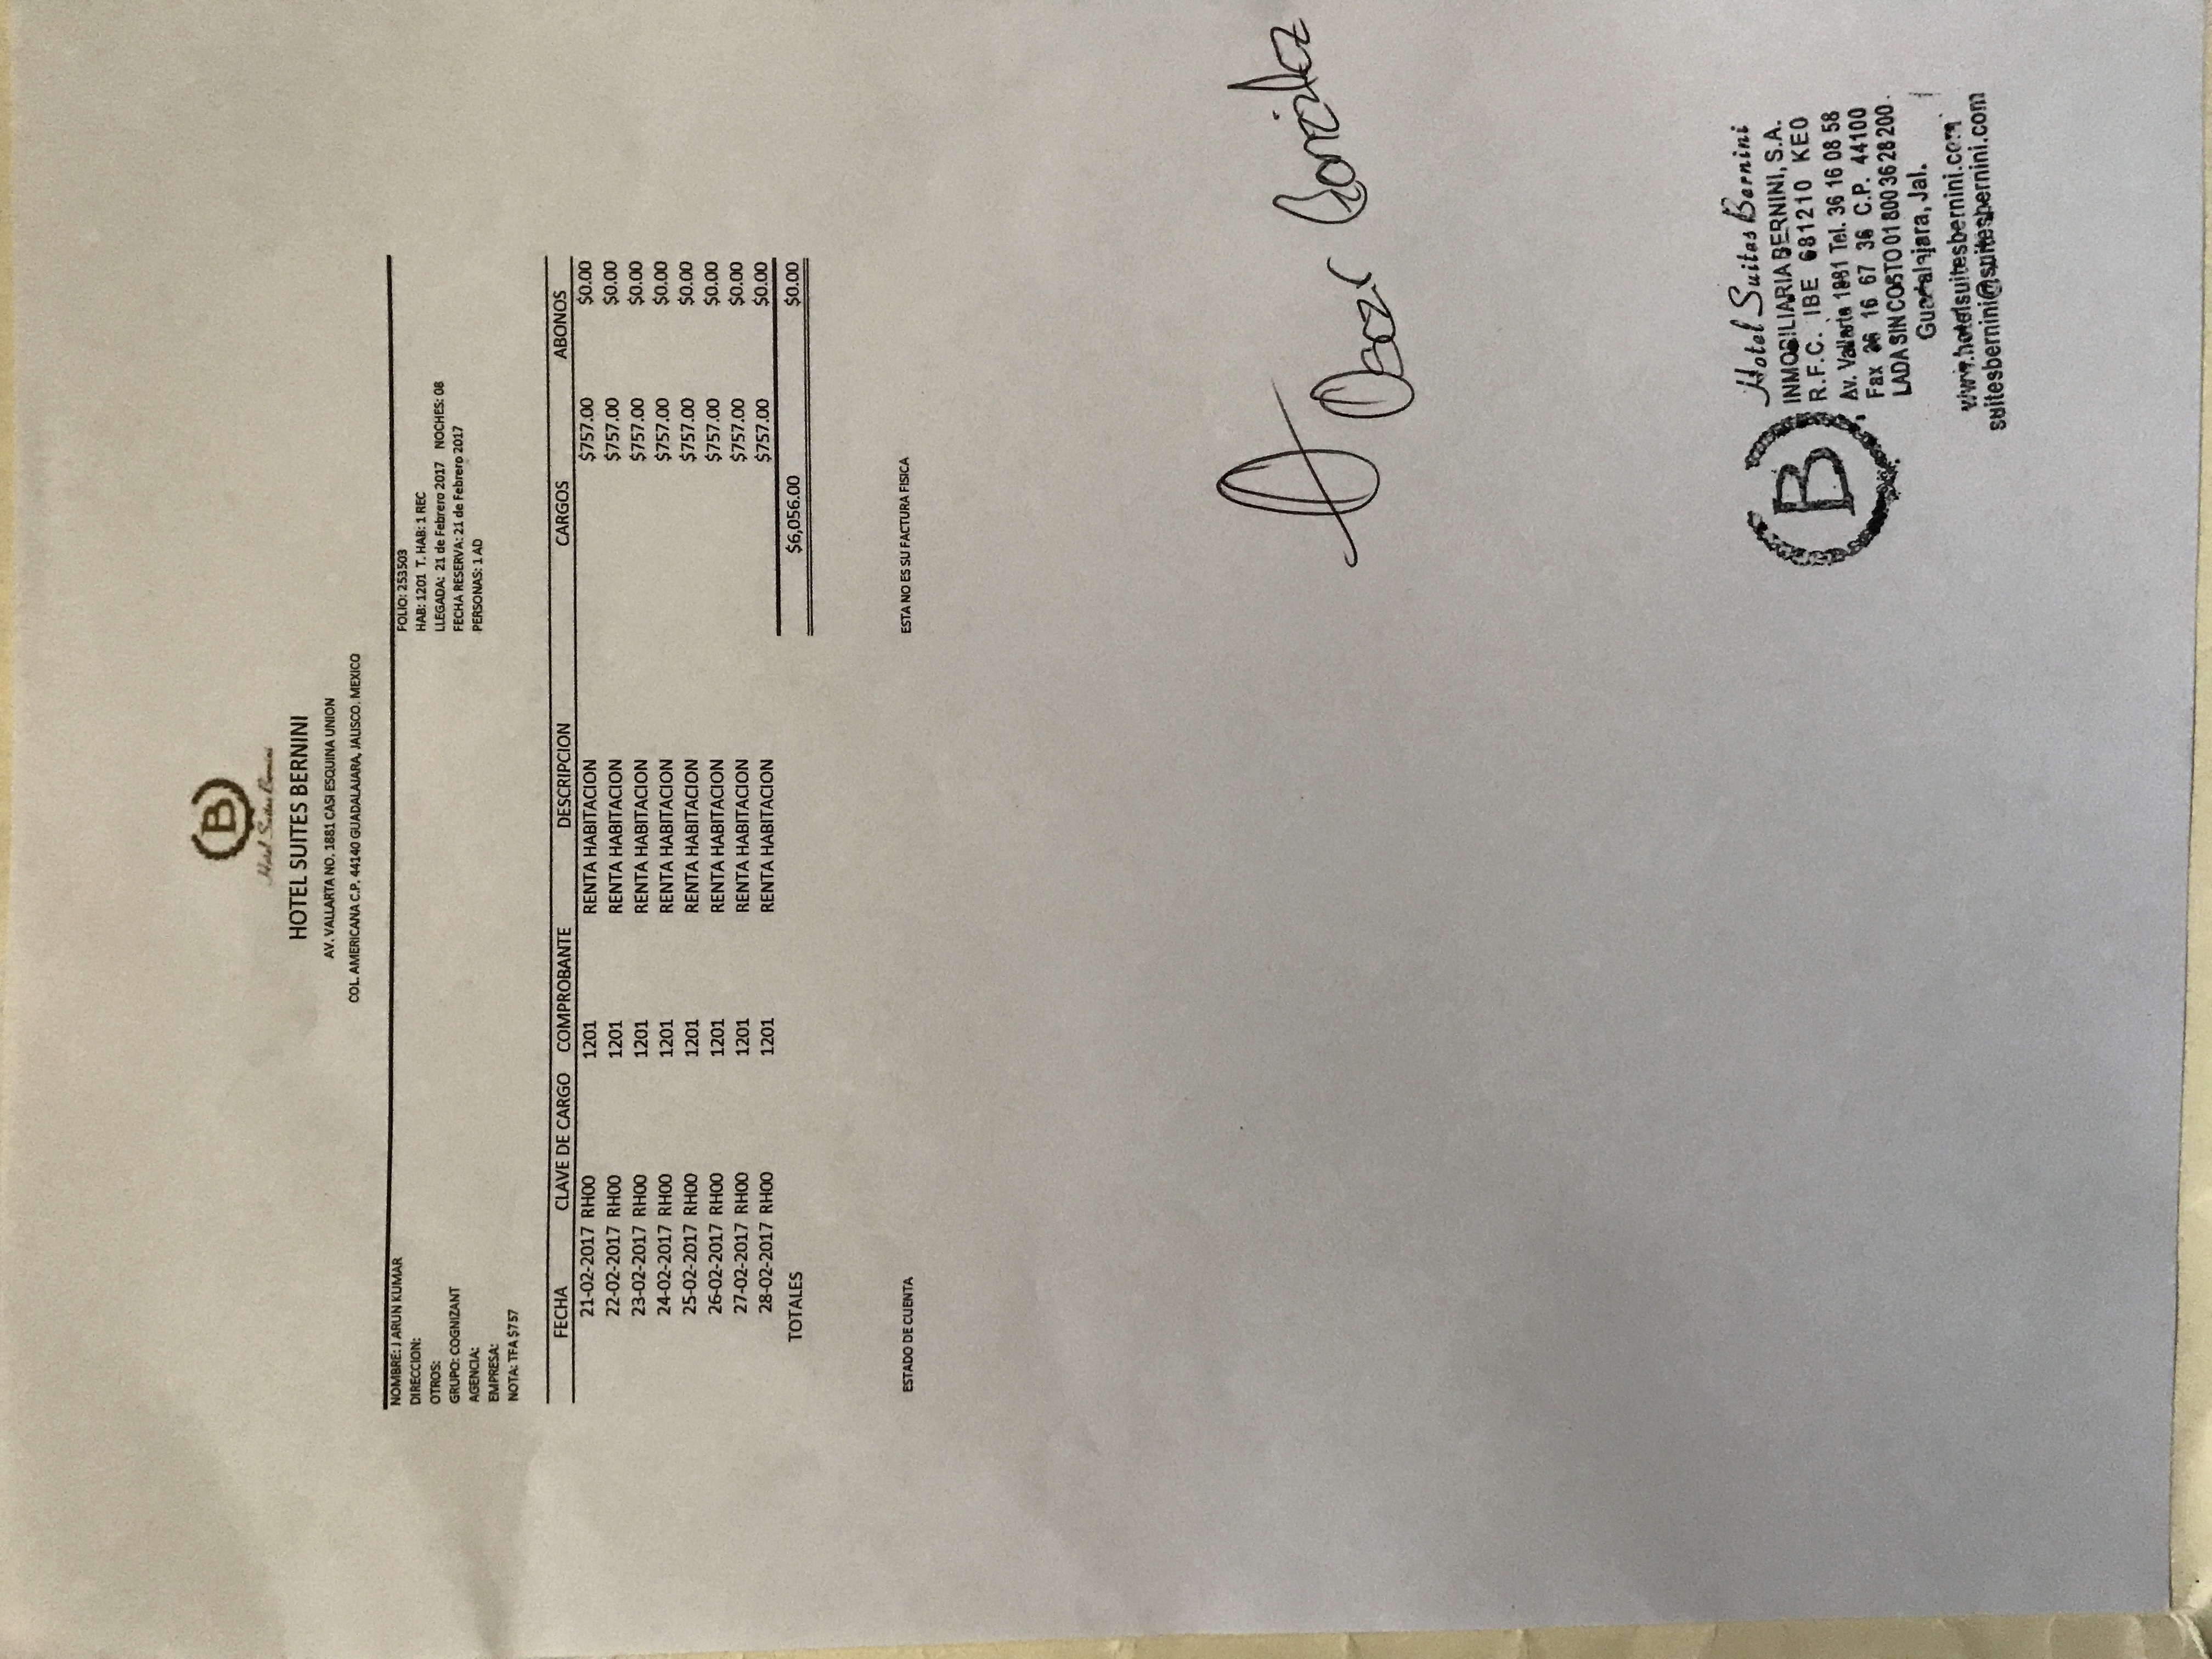 B
Hotel Suites Bernini
HOTEL SUITES BERNINI
AV. VALLARTA NO. 1881 CASI ESQUINA UNION
COL. AMERICANA C.P. 44140 GUADALAJARA, JALISCO. MEXICO
NOMBRE: J ARUN KUMAR
DIRECCION:
OTROS:
GRUPO: COGNIZANT
AGENCIA:
EMPRESA:
NOTA: TFA $757
FOLIO: 253503
HAB: 1201 T. HAB: 1 REC
LLEGADA: 21 de Febrero 2017 NOCHES: 08
FECHA RESERVA: 21 de Febrero 2017
PERSONAS: 1 AD
FECHA CLAVE DE CARGO COMPROBANTE DESCRIPCION CARGOS ABONOS
21-02-2017 RH00 1201 RENTA HABITACION $757.00 $0.00
22-02-2017 RH00 1201 RENTA HABITACION $757.00 $0.00
23-02-2017 RH00 1201 RENTA HABITACION $757.00 $0.00
24-02-2017 RH00 1201 RENTA HABITACION $757.00 $0.00
25-02-2017 RH00 1201 RENTA HABITACION $757.00 $0.00
26-02-2017 RH00 1201 RENTA HABITACION $757.00 $0.00
27-02-2017 RH00 1201 RENTA HABITACION $757.00 $0.00
28-02-2017 RH00 1201 RENTA HABITACION $757.00 $0.00
TOTALES $6,056.00 $0.00
ESTADO DE CUENTA ESTA NO ES SU FACTURA FISICA
Oscar González
B
Hotel Suites Bernini
INMOBILIARIA BERNINI, S.A.
R.F.C. IBE 681210 KE0
Av. Vallarta 1881 Tel. 36 16 08 58
Fax 36 16 67 36 C.P. 44100
LADA SIN COSTO 01 800 36 28 200
Guadalajara, Jal.
www.hotelsuitesbernini.com
suitesbernini@suitesbernini.com